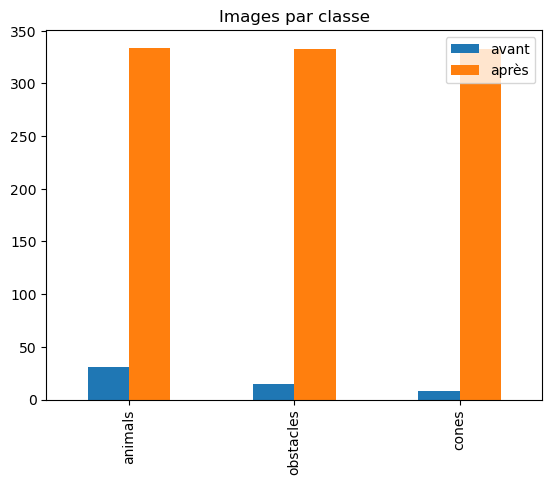 Images par classe
avant
après
350
300
250
200
150
100
50
0
animals
obstacles
cones